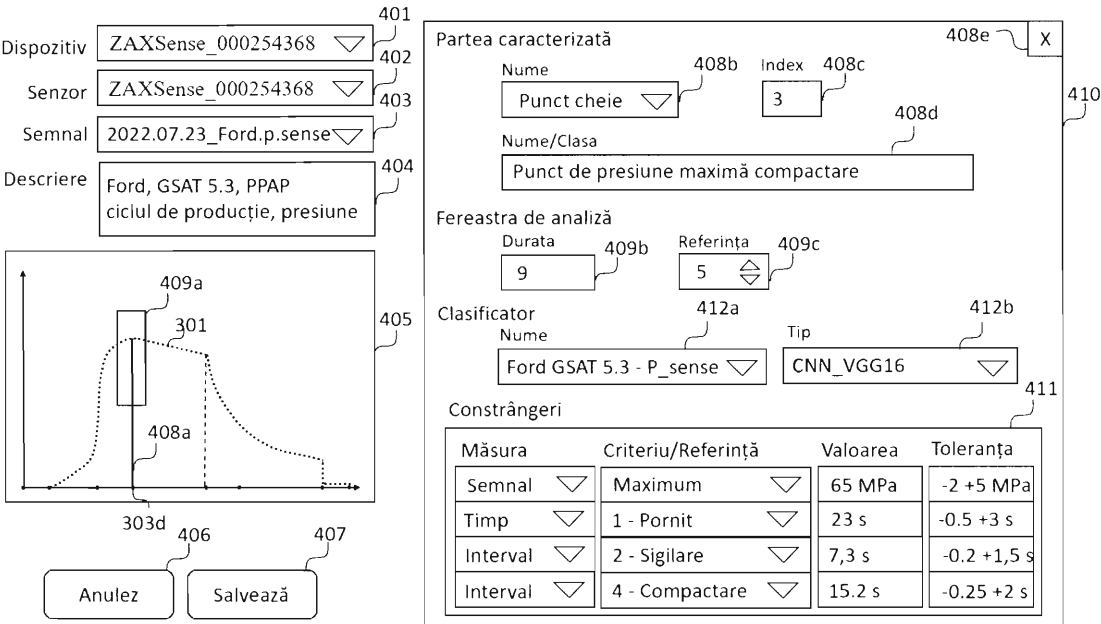 Dispozitiv ZAXSense_000254368 401
Senzor ZAXSense_000254368 402
Semnal 2022.07.23_Ford.p.sense 403
Descriere Ford, GSAT 5.3, PPAP 404
ciclul de producție, presiune
409a
301
405
408a
303d
406
407
Anulez
Salvează
Partea caracterizată
408e X
410
Nume 408b
Punct cheie
Index 408c
3
Nume/Clasa 408d
Punct de presiune maximă compactare
Fereastra de analiză
Durata 409b
9
Referința 409c
5
Clasificator
Nume 412a
Ford GSAT 5.3 - P_sense
Tip 412b
CNN_VGG16
Constrângeri 411
Măsura Criteriu/Referință Valoarea Toleranța
Semnal Maximum 65 MPa -2 +5 MPa
Timp 1 - Pornit 23 s -0.5 +3 s
Interval 2 - Sigilare 7,3 s -0.2 +1,5 s
Interval 4 - Compactare 15.2 s -0.25 +2 s